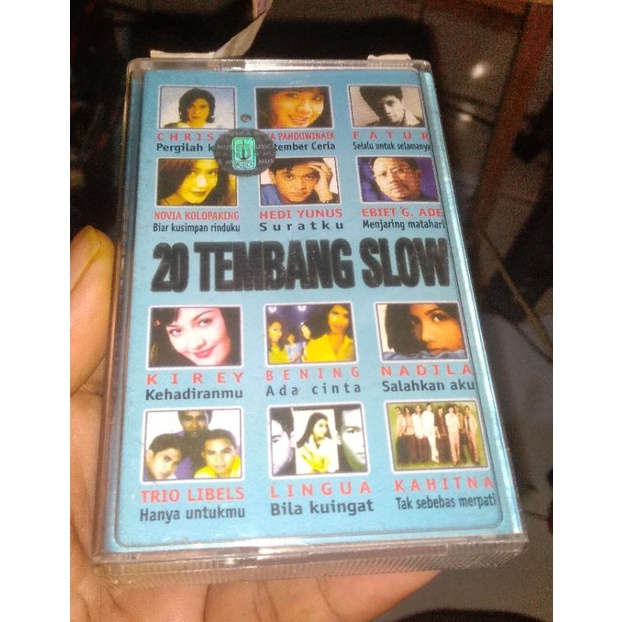 CHRIS
Pergilah k
A PANDUWINATA
tember Ceria
FATUR
Selalu untuk selamanya
MUSICA
NOVIA KOLOPAKING
Biar kusimpan rinduku
HEDI YUNUS
Suratku
EBIET G. ADE
Menjaring matahari
20 TEMBANG SLOW
KIREY
Kehadiranmu
BENING
Ada cinta
NADILA
Salahkan aku
TRIO LIBELS
Hanya untukmu
LINGUA
Bila kuingat
KAHITNA
Tak sebebas merpati